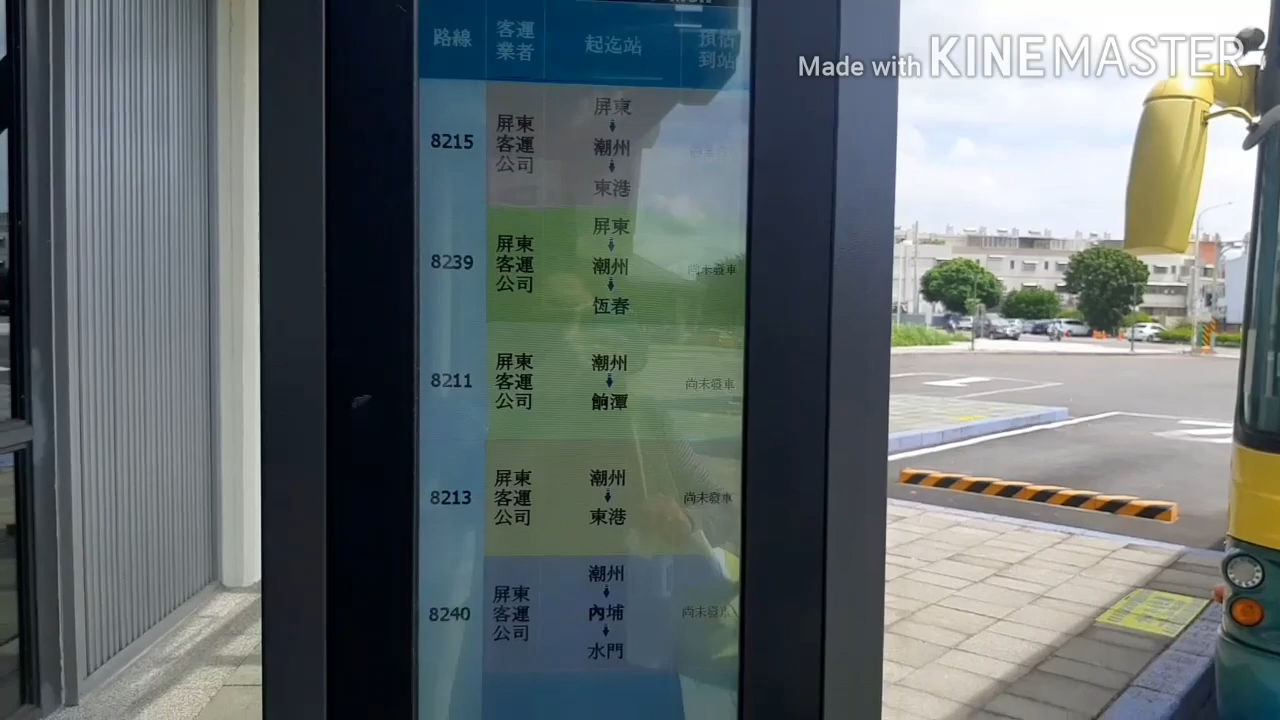 Made with KINEMASTER
路線
客運
業者
起迄站
預估
到站
8215
屏東
客運
公司
屏東
潮州
東港
8239
屏東
客運
公司
屏東
潮州
恆春
尚未發車
8211
屏東
客運
公司
潮州
餉潭
尚未發車
8213
屏東
客運
公司
潮州
東港
尚未發車
8240
屏東
客運
公司
潮州
內埔
水門
尚未發車